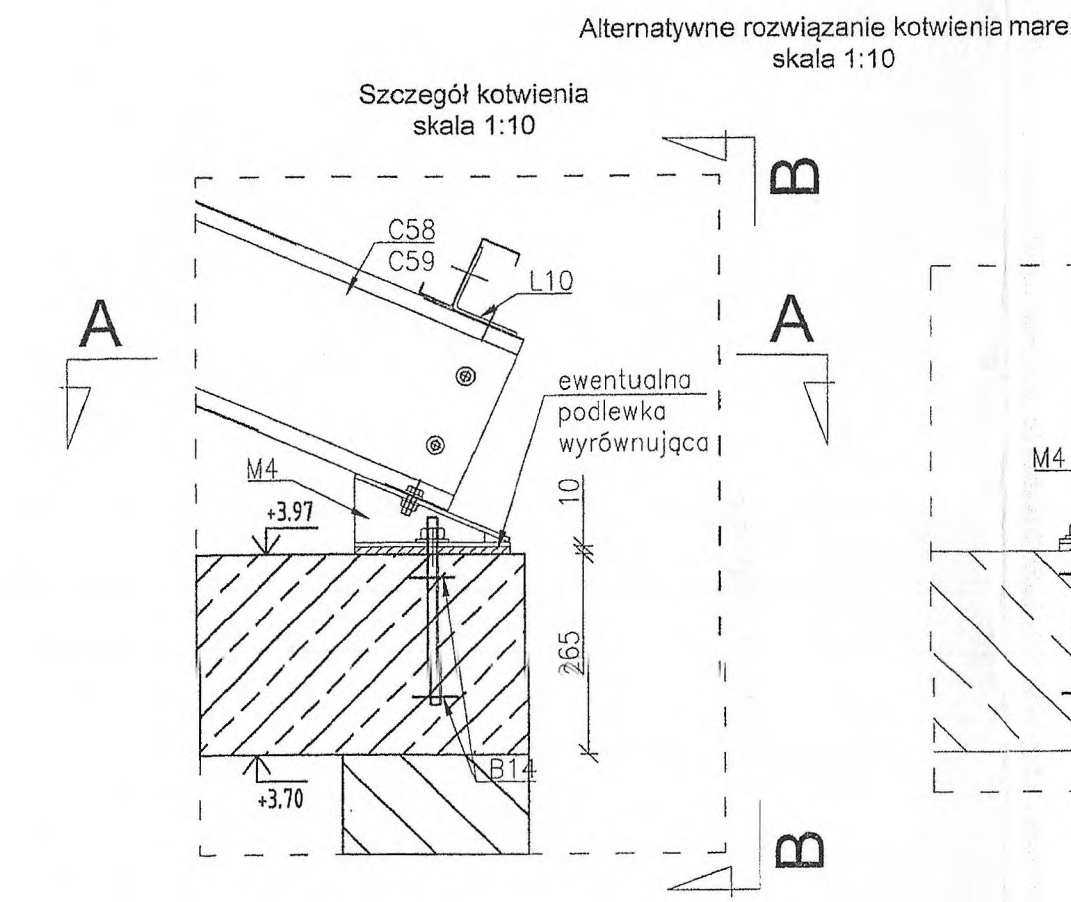 Alternatywne rozwiązanie kotwienia mare
skala 1:10
Szczegół kotwienia
skala 1:10
B
C58
C59
L10
A
A
ewentualna
podlewka
wyrównująca
M4
M4
10
+3.97
265
B14
+3.70
B